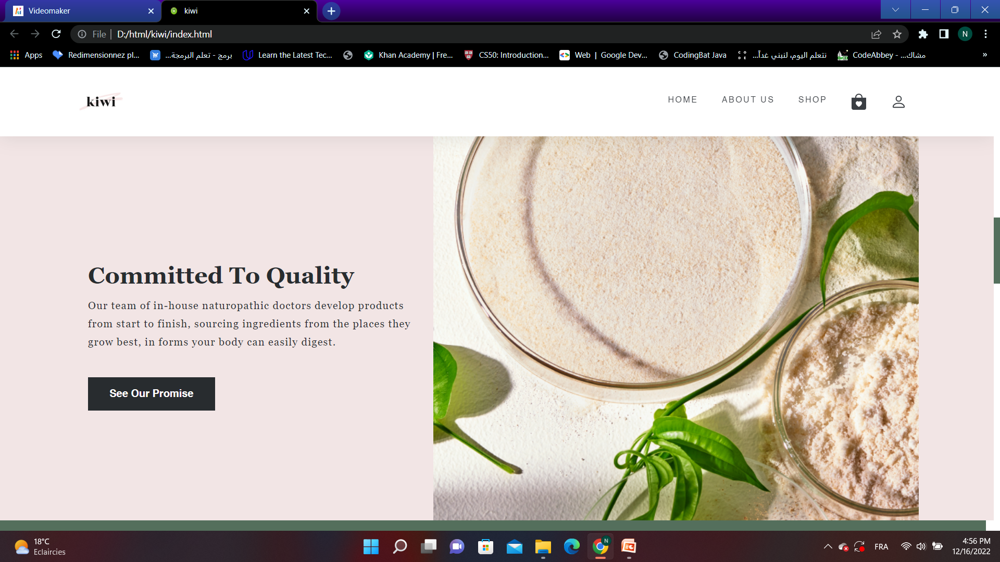 Videomaker
kiwi
File | D:/html/kiwi/index.html
N
Apps
Redimensionnez pl...
برمج - تعلم البرمجة...
Learn the Latest Tec...
Khan Academy | Fre...
CS50: Introduction...
Web | Google Dev...
CodingBat Java
نتعلم اليوم، لنبني غداً...
CodeAbbey - مشاك...
»
kiwi
HOME
ABOUT US
SHOP
Committed To Quality
Our team of in-house naturopathic doctors develop products
from start to finish, sourcing ingredients from the places they
grow best, in forms your body can easily digest.
See Our Promise
18°C
Eclaircies
N
FRA
4:56 PM
12/16/2022